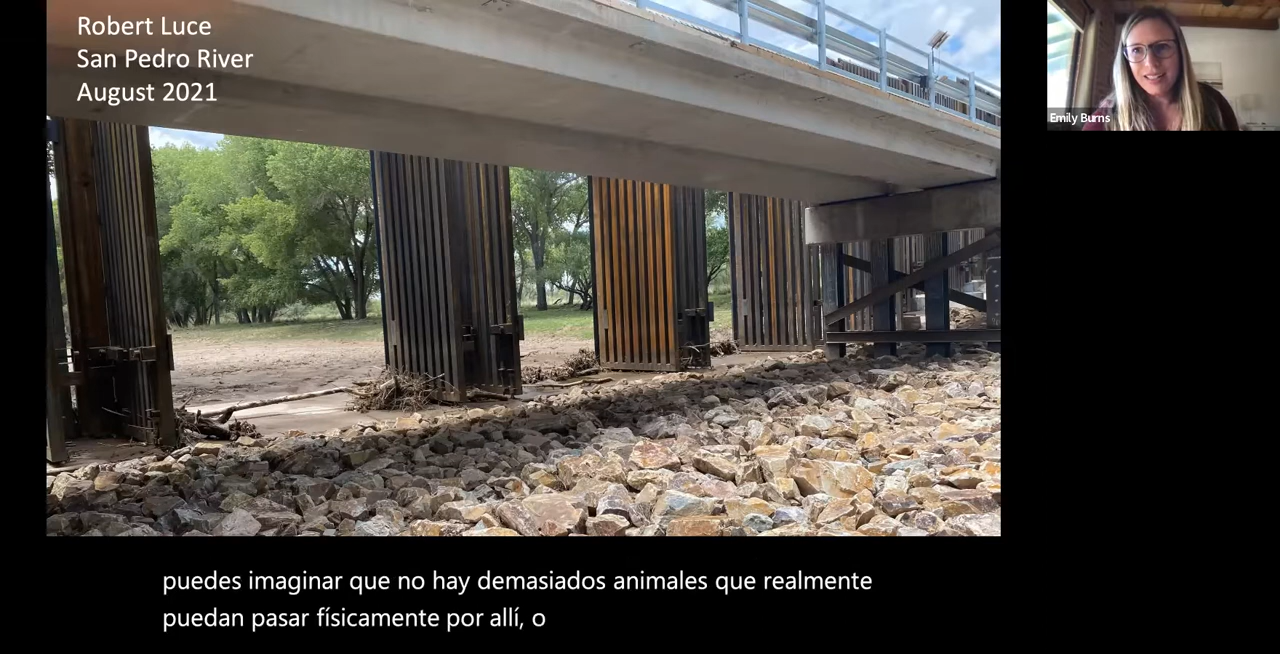 Robert Luce
San Pedro River
August 2021
Emily Burns
puedes imaginar que no hay demasiados animales que realmente
puedan pasar físicamente por allí, o